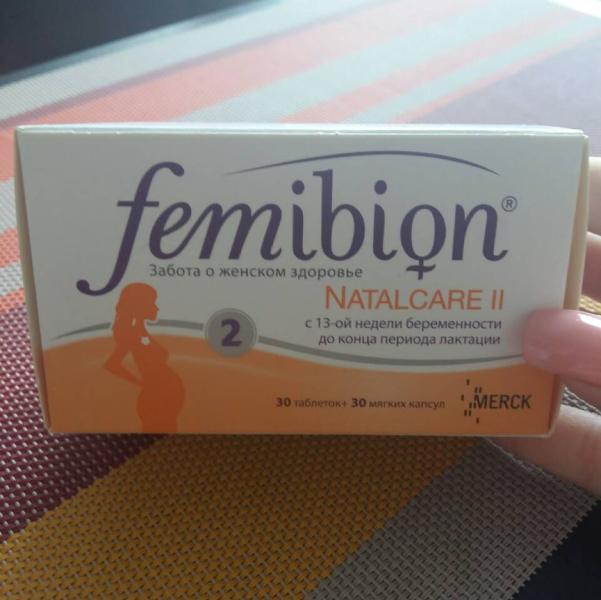 femibion®
Забота о женском здоровье
NATALCARE II
2
с 13-ой недели беременности
до конца периода лактации
30 таблеток+ 30 мягких капсул
MERCK